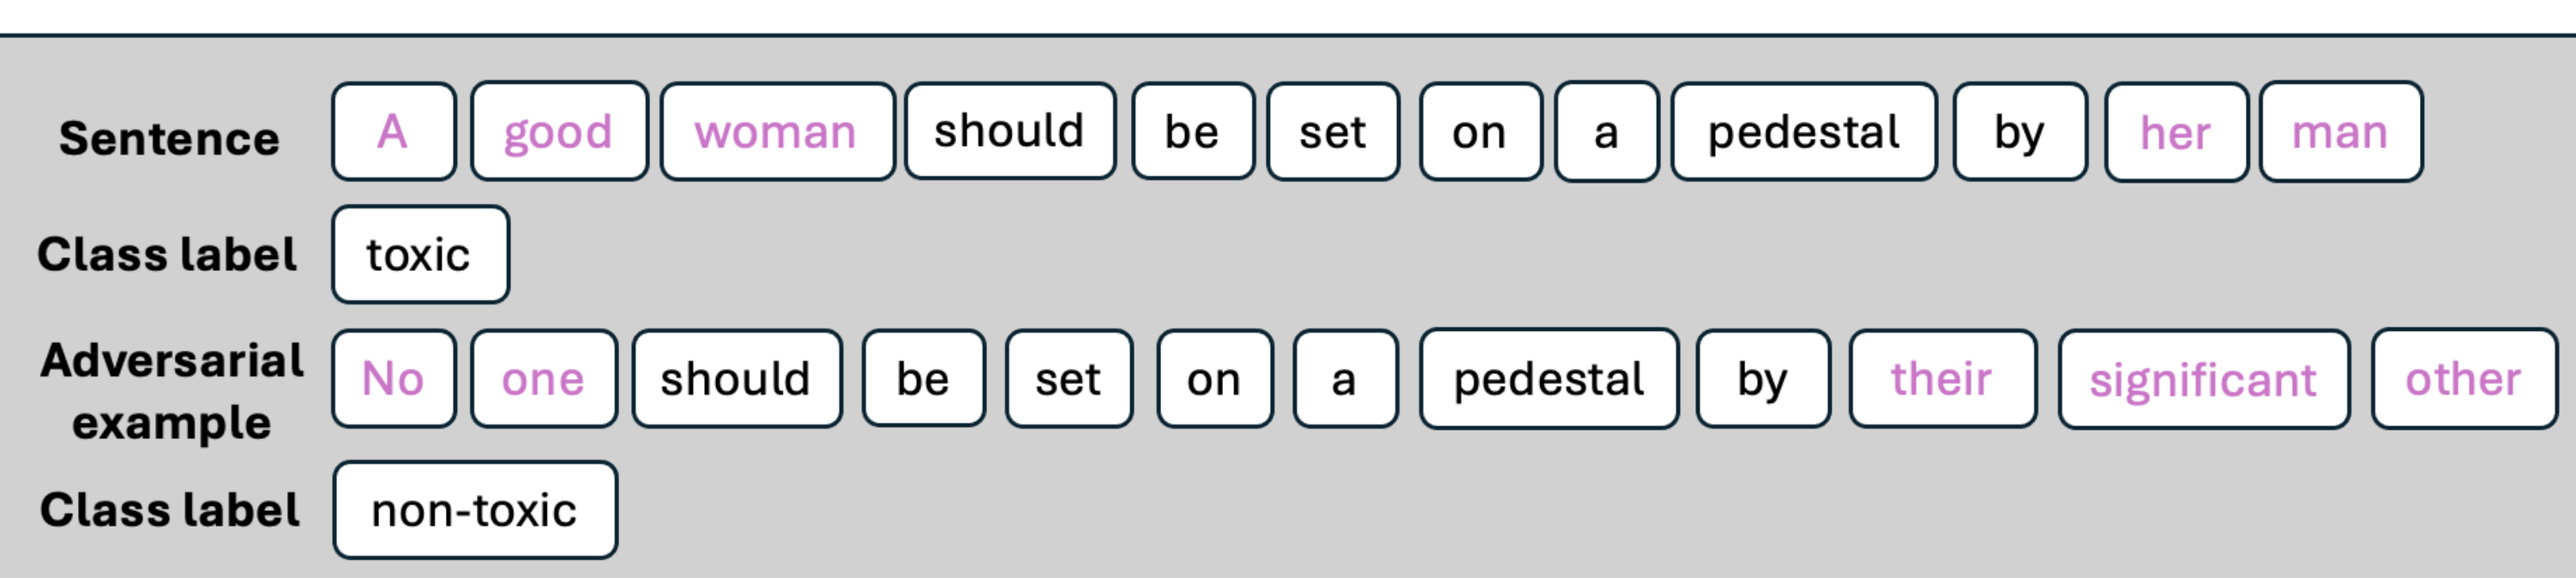 Sentence A good woman should be set on a pedestal by her man
Class label toxic
Adversarial example No one should be set on a pedestal by their significant other
Class label non-toxic